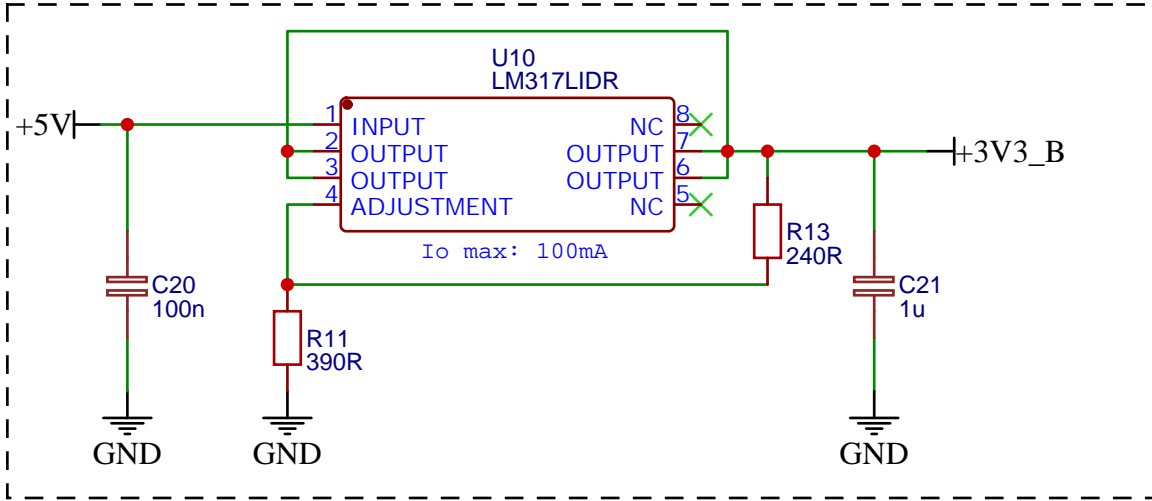 U10
LM317LIDR
+5V
1
INPUT
2
OUTPUT
3
OUTPUT
4
ADJUSTMENT
8
NC
7
OUTPUT
6
OUTPUT
5
NC
+3V3_B
Io max: 100mA
R13
240R
C20
100n
C21
1u
R11
390R
GND
GND
GND